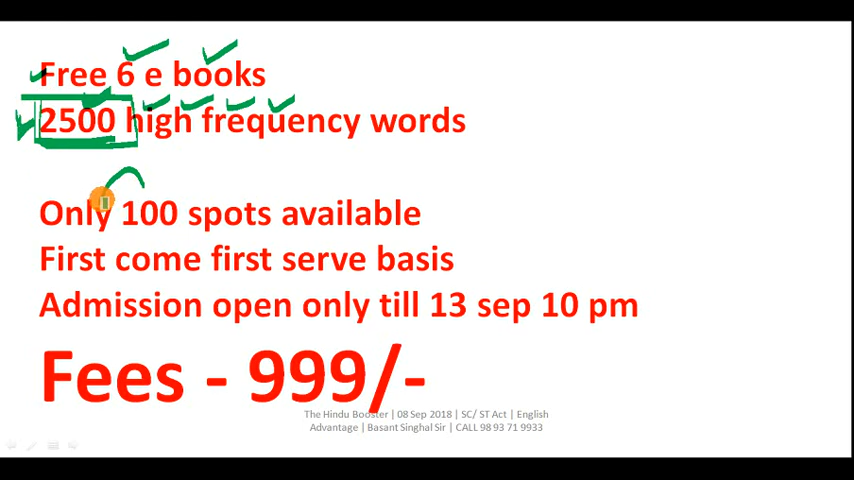 Free 6 e books
2500 high frequency words
Only 100 spots available
First come first serve basis
Admission open only till 13 sep 10 pm
Fees - 999/-
The Hindu Booster | 08 Sep 2018 | SC/ ST Act | English
Advantage | Basant Singhal Sir | CALL 98 93 71 9933